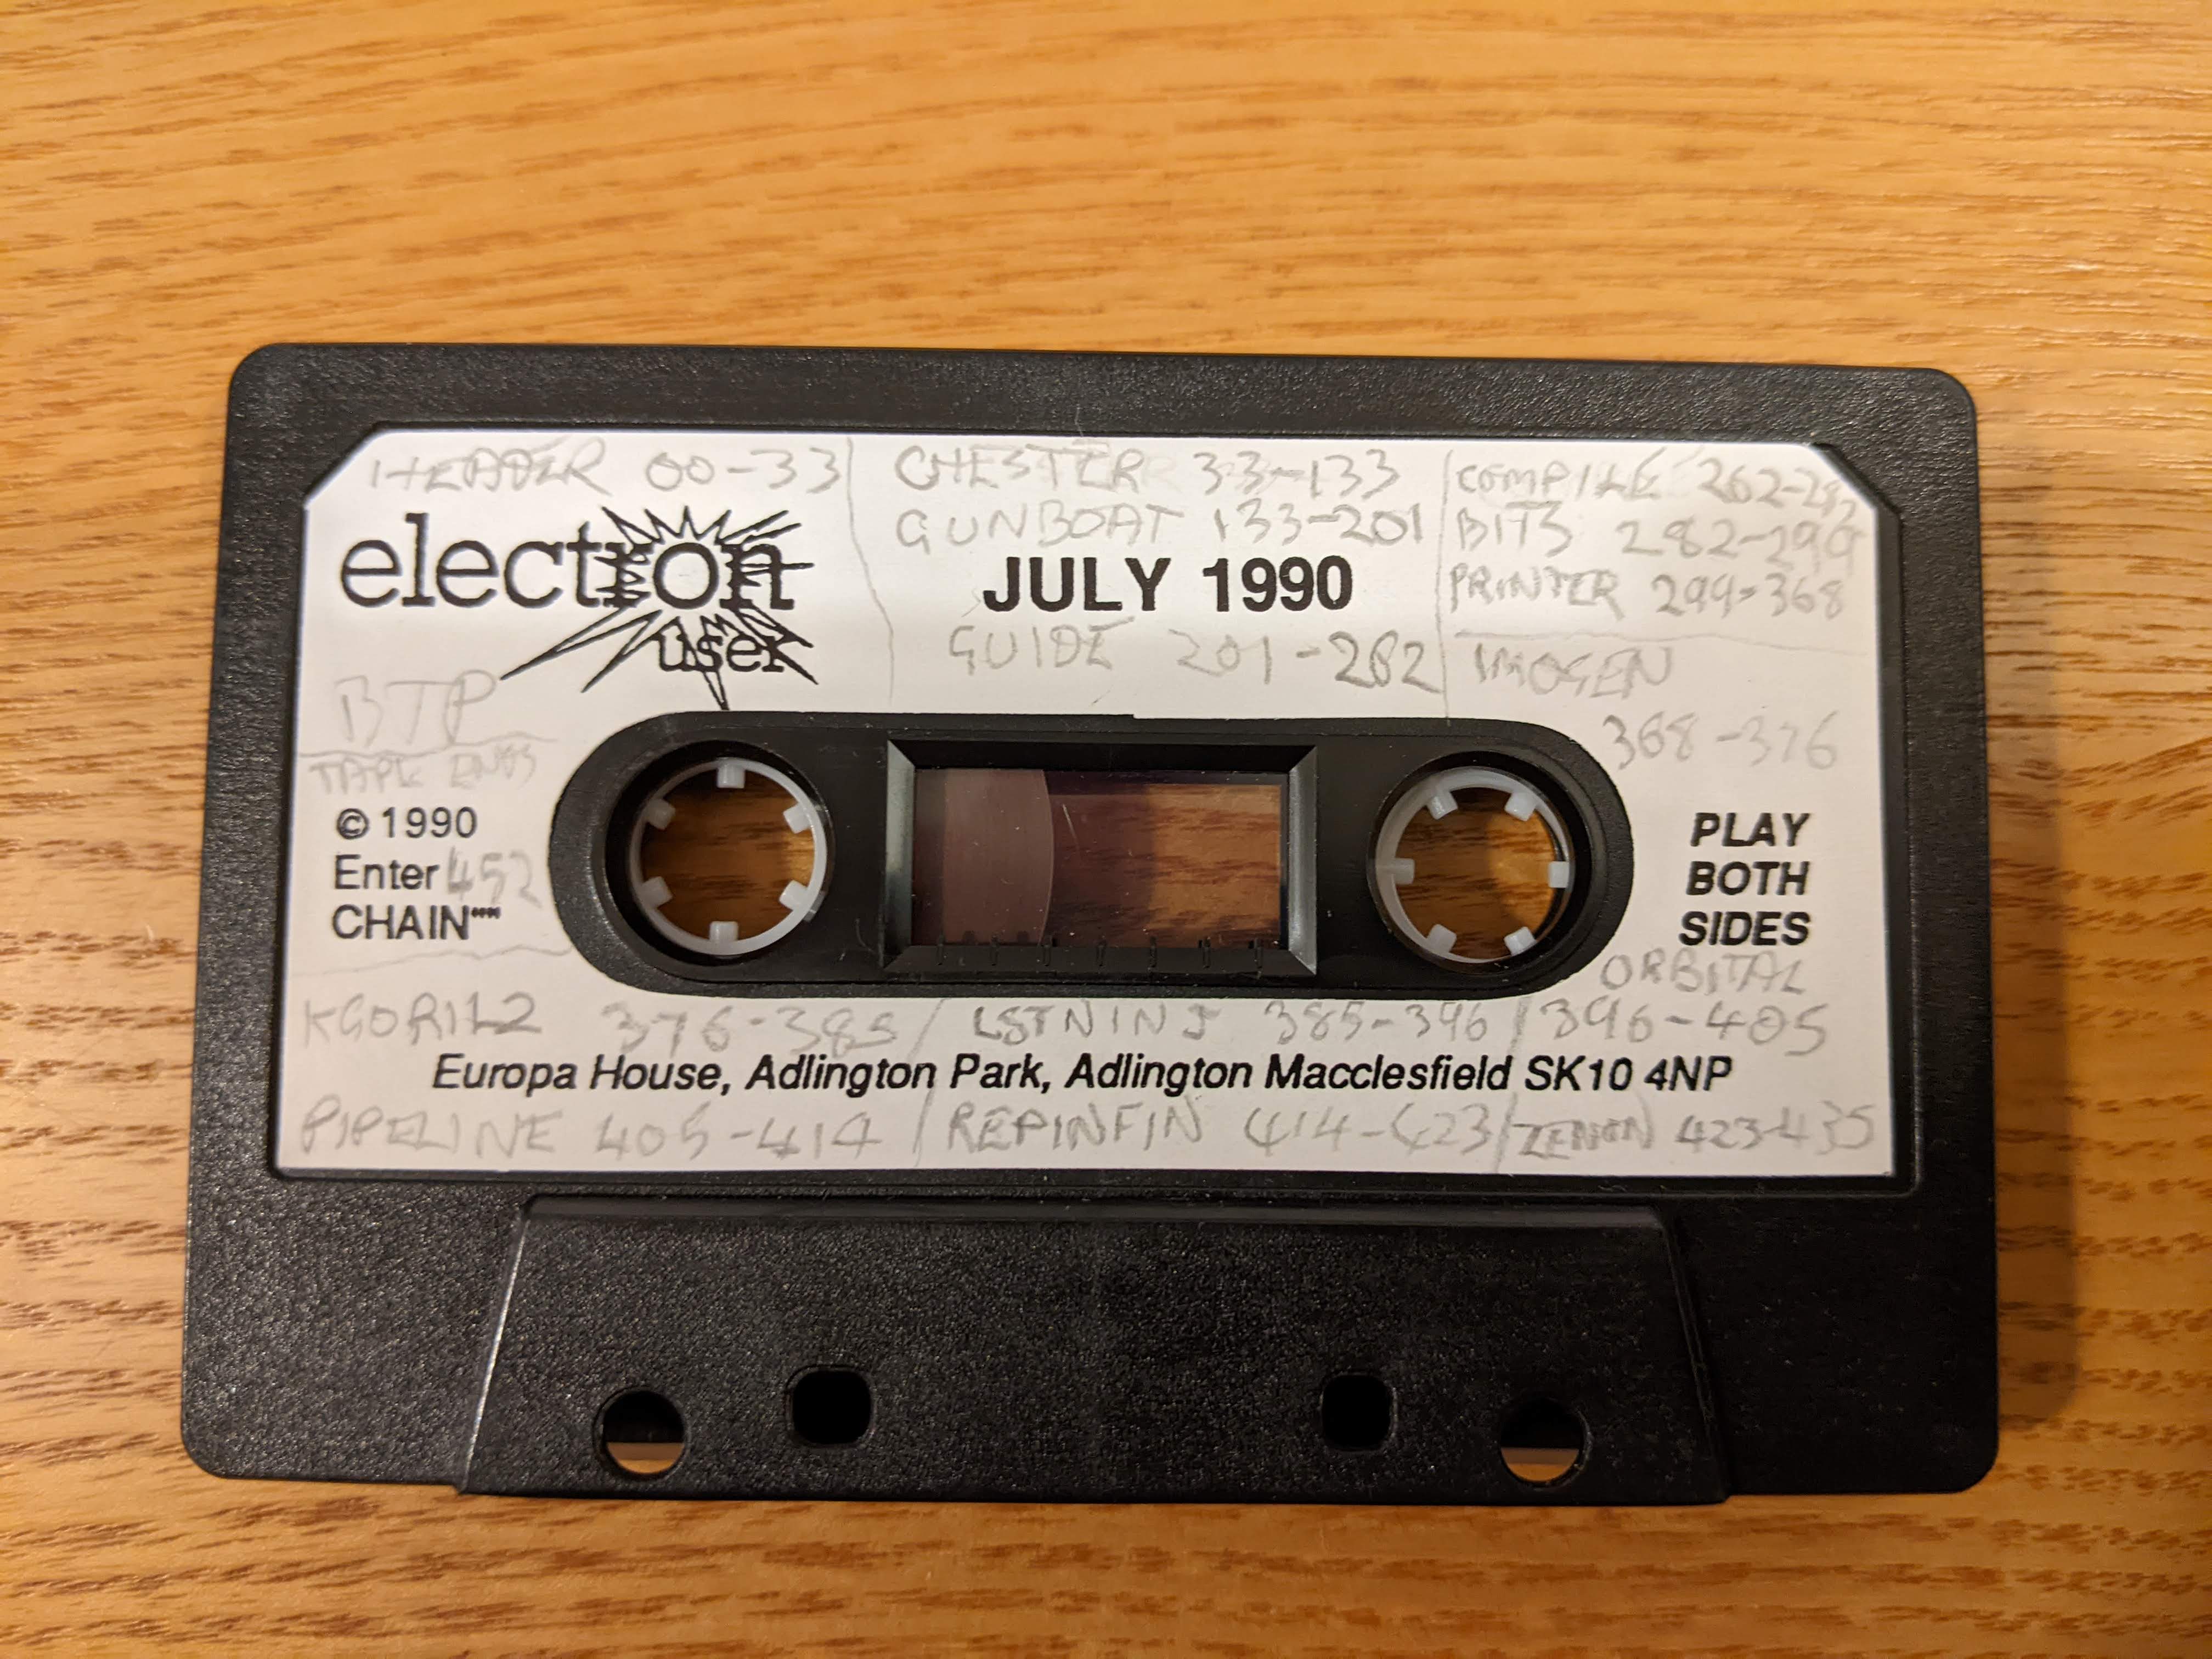 HEADER 00-33
CHESTER 33-133
COMPILE 262-282
GUNBOAT 133-201
BITS 282-299
electron
user
JULY 1990
PRINTER 299-368
GUIDE 201-262
IMOGEN
368-376
BTP
TAPE ENDS
452
© 1990
Enter
CHAIN""
PLAY
BOTH
SIDES
KGORIL2 376-385
LSTNING 385-396
ORBITAL
396-405
Europa House, Adlington Park, Adlington Macclesfield SK10 4NP
PIPELINE 405-414
REPINFIN 414-423
ZENON 423-435